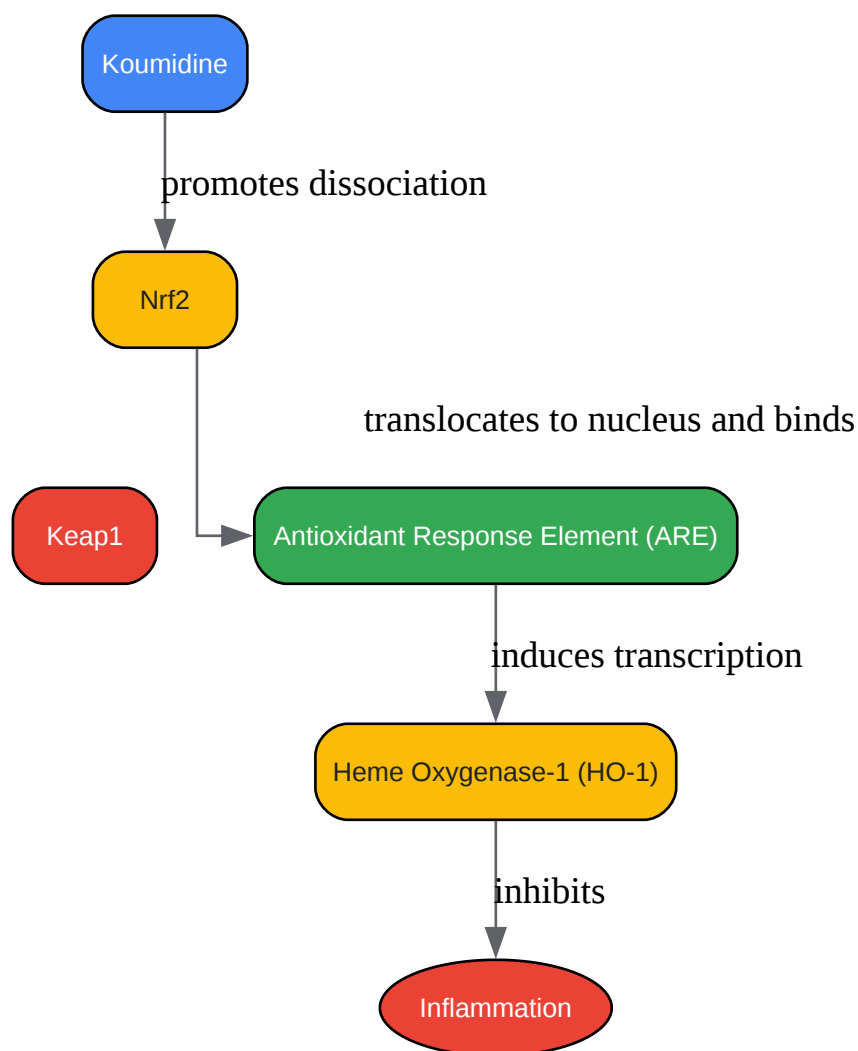 Koumidine
promotes dissociation
Nrf2
translocates to nucleus and binds
Keap1
Antioxidant Response Element (ARE)
induces transcription
Heme Oxygenase-1 (HO-1)
inhibits
Inflammation